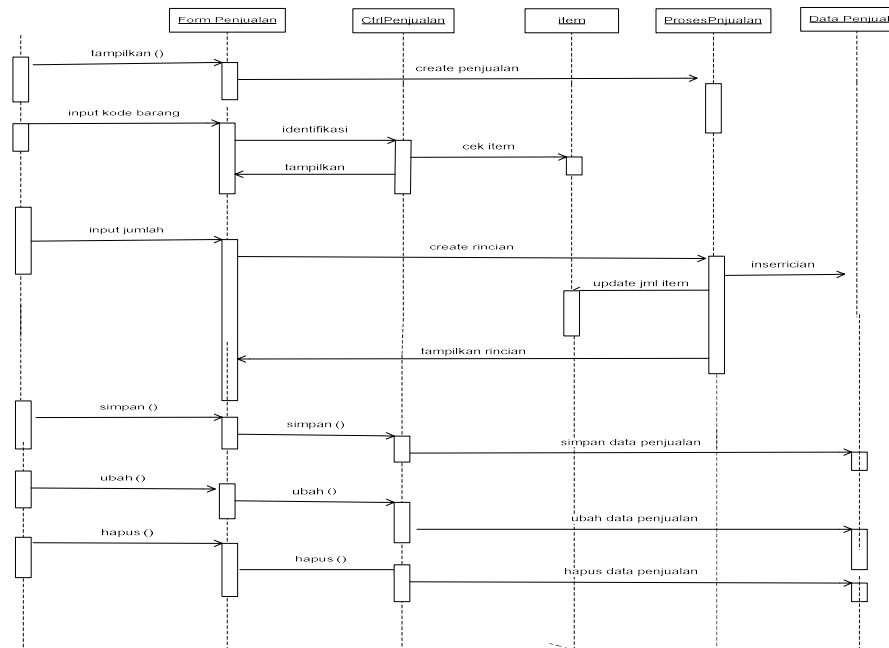 Form Penjualan
CtrlPenjualan
item
ProsesPnjualan
Data Penjual
tampilkan ()
create penjualan
input kode barang
identifikasi
cek item
tampilkan
input jumlah
create rincian
inserrician
update jml item
tampilkan rincian
simpan ()
simpan ()
simpan data penjualan
ubah ()
ubah ()
ubah data penjualan
hapus ()
hapus ()
hapus data penjualan